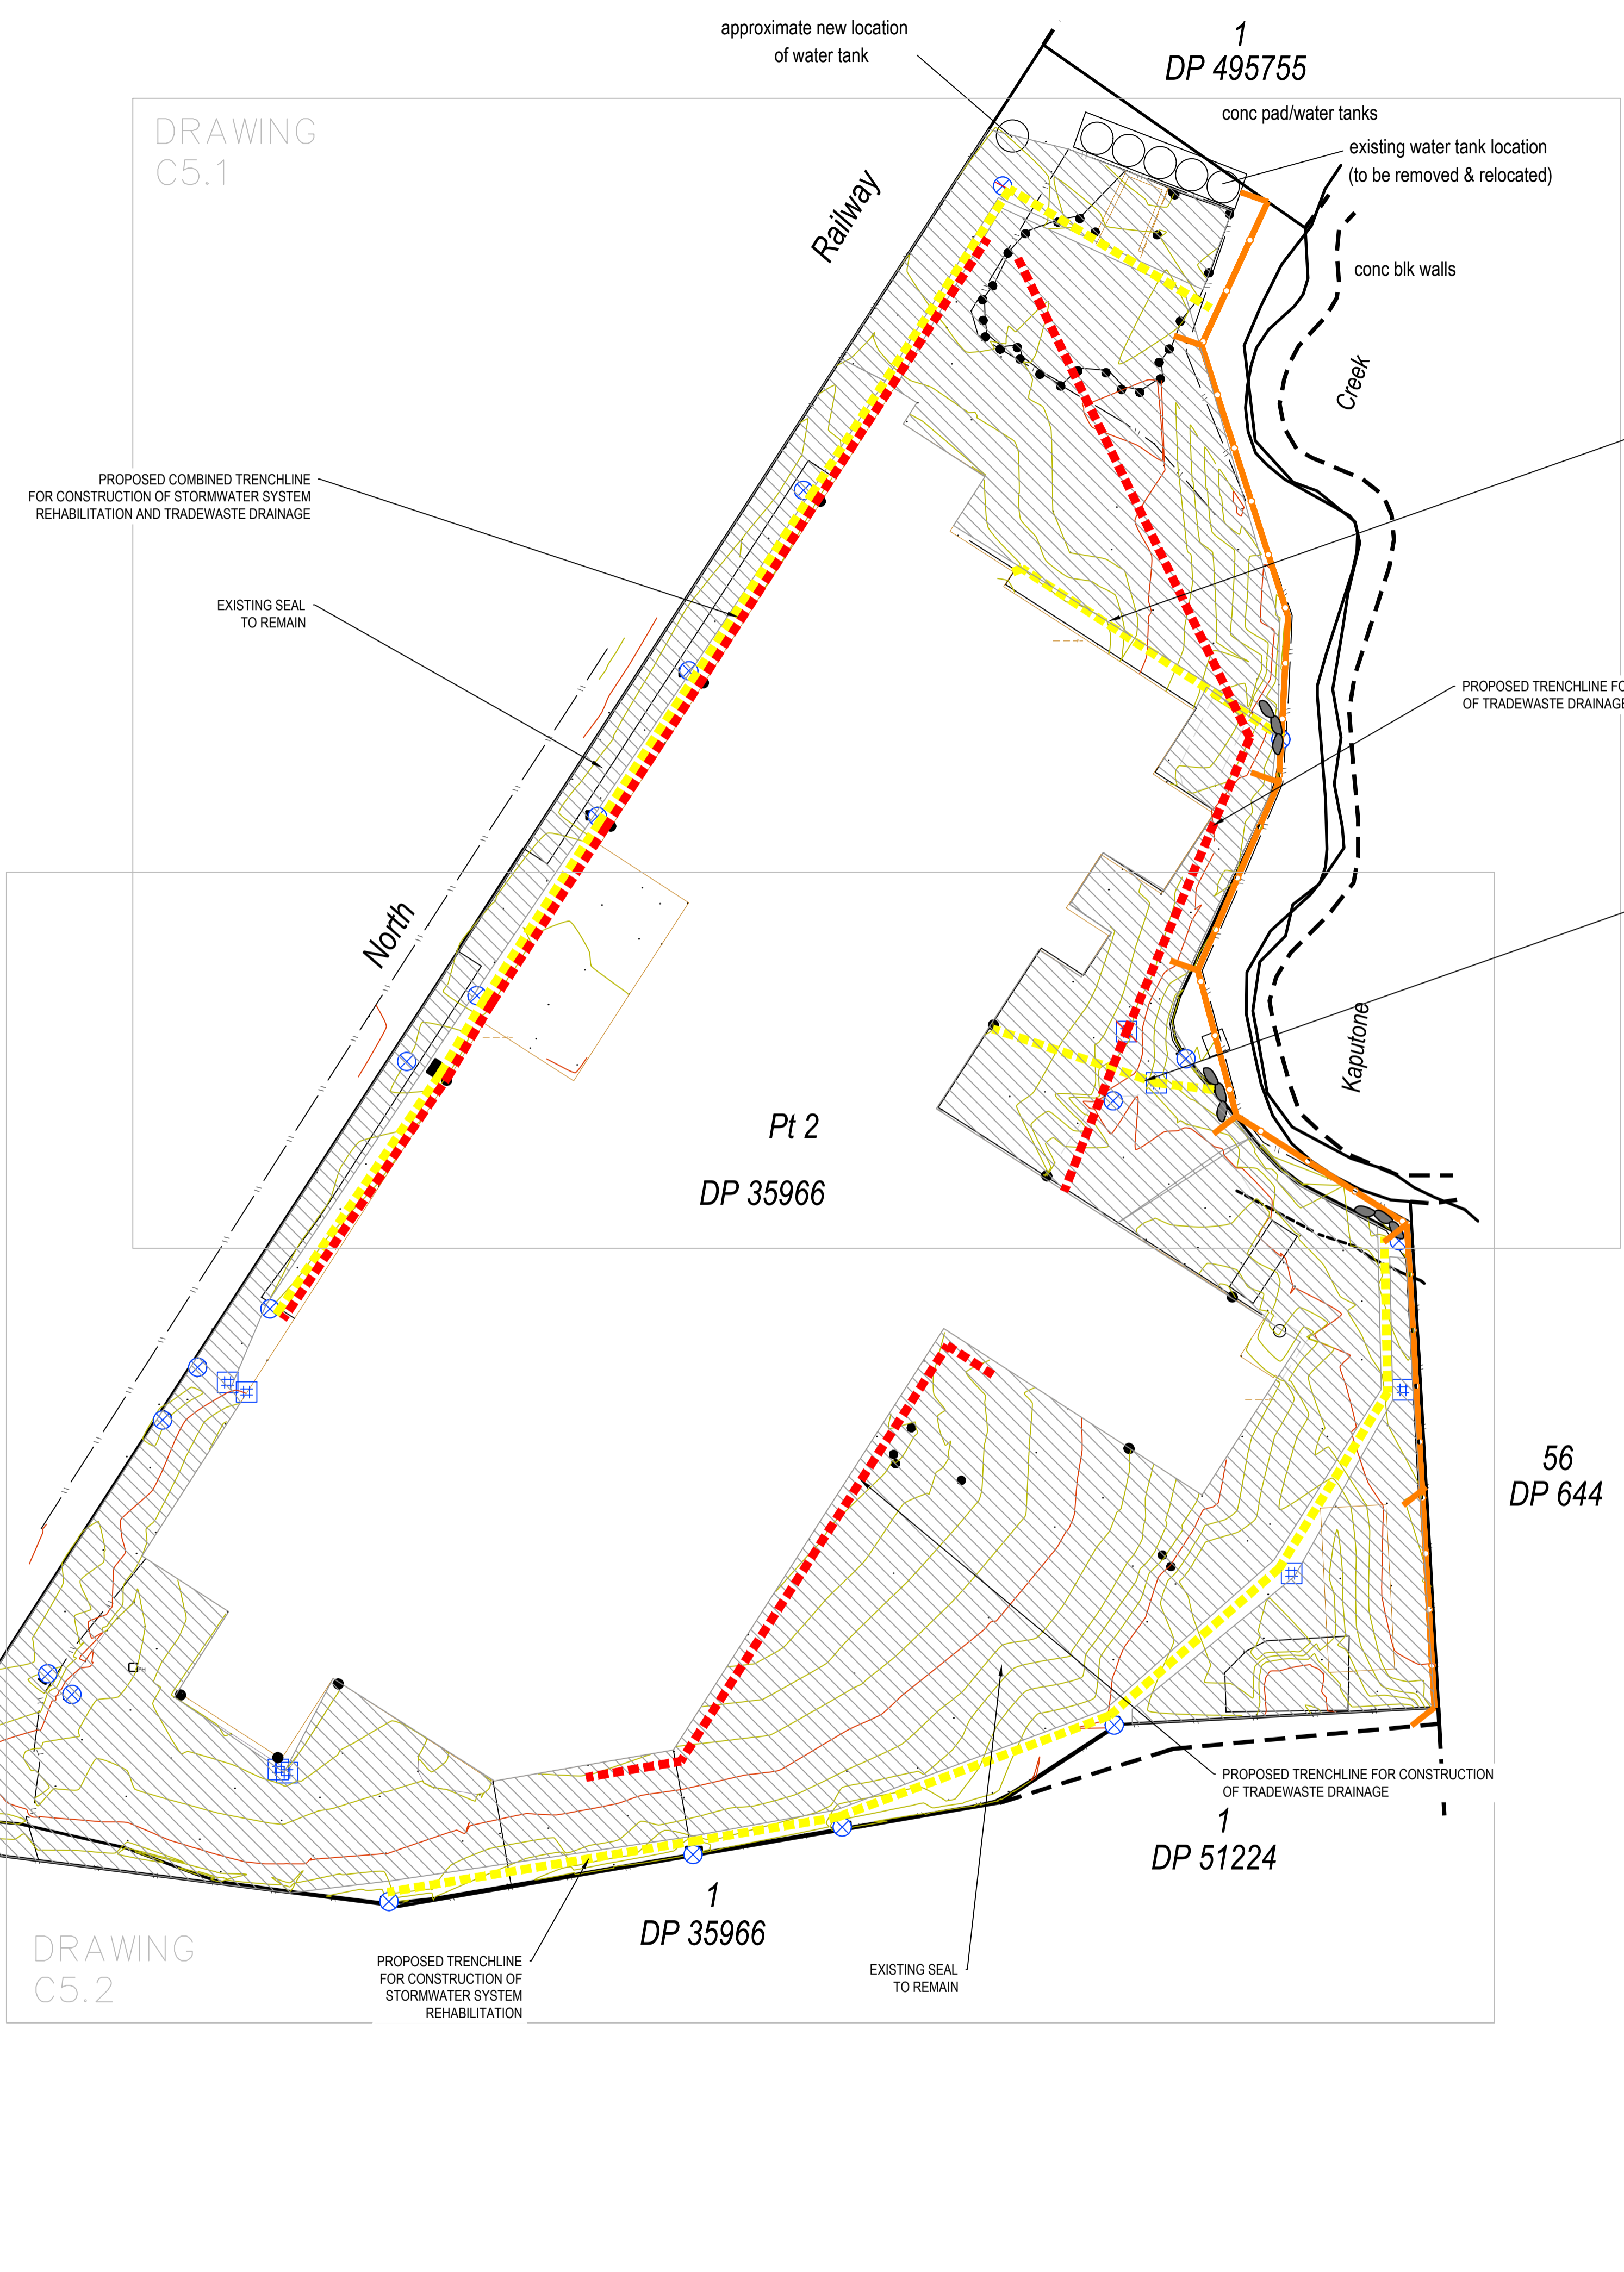 approximate new location
of water tank
1
DP 495755
DRAWING
C5.1
conc pad/water tanks
existing water tank location
(to be removed & relocated)
Railway
conc blk walls
Creek
PROPOSED COMBINED TRENCHLINE
FOR CONSTRUCTION OF STORMWATER SYSTEM
REHABILITATION AND TRADEWASTE DRAINAGE
EXISTING SEAL
TO REMAIN
PROPOSED TRENCHLINE FO
OF TRADEWASTE DRAINAGE
North
Kaputone
Pt 2
DP 35966
56
DP 644
PROPOSED TRENCHLINE FOR CONSTRUCTION
OF TRADEWASTE DRAINAGE
1
DP 51224
1
DP 35966
DRAWING
C5.2
PROPOSED TRENCHLINE
FOR CONSTRUCTION OF
STORMWATER SYSTEM
REHABILITATION
EXISTING SEAL
TO REMAIN